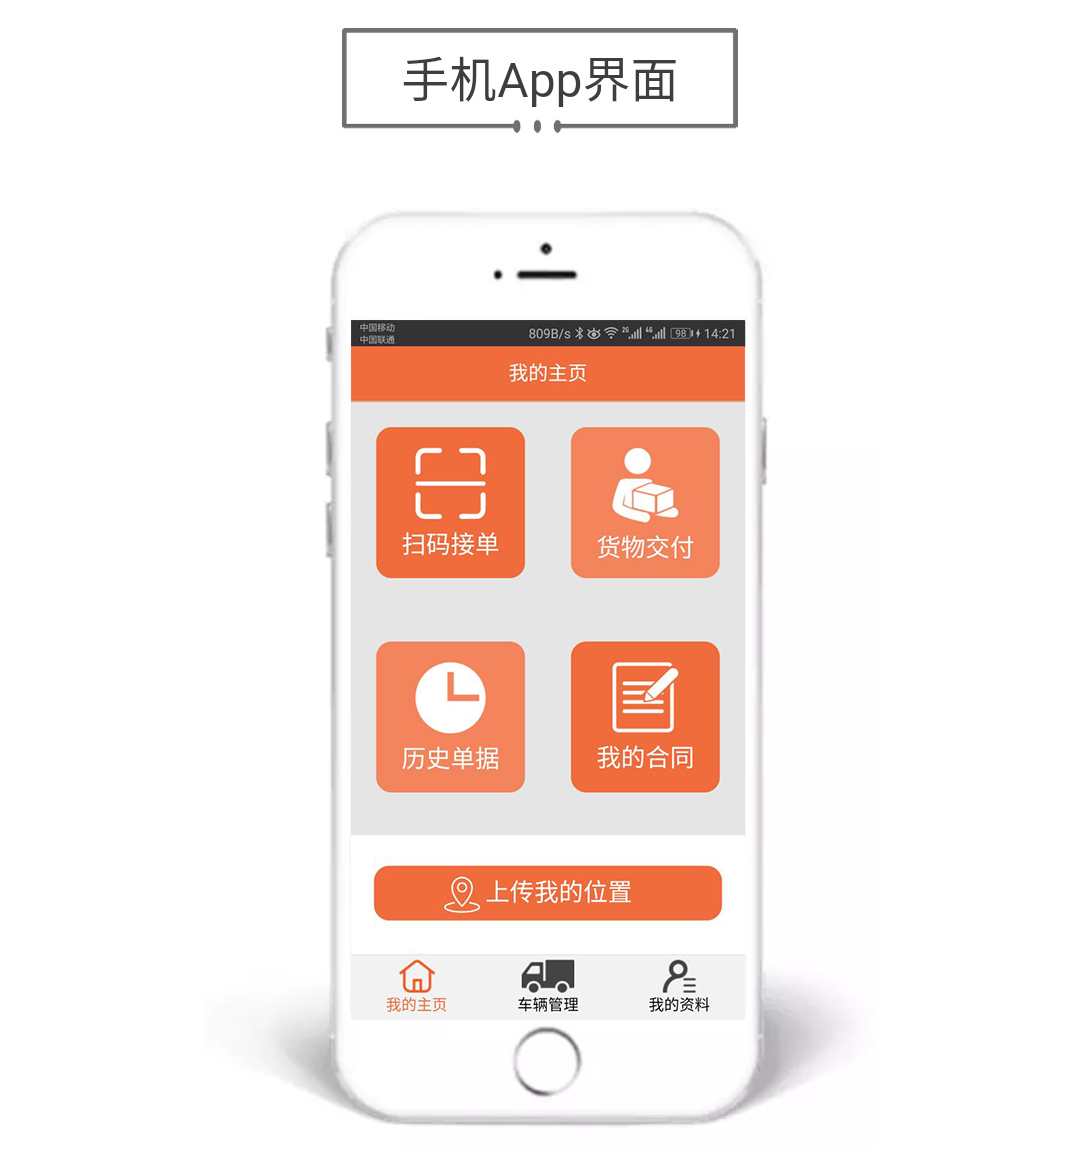 手机App界面
中国移动
中国联通
809B/s 2G 4G 98 14:21
我的主页
扫码接单
货物交付
历史单据
我的合同
上传我的位置
我的主页
车辆管理
我的资料